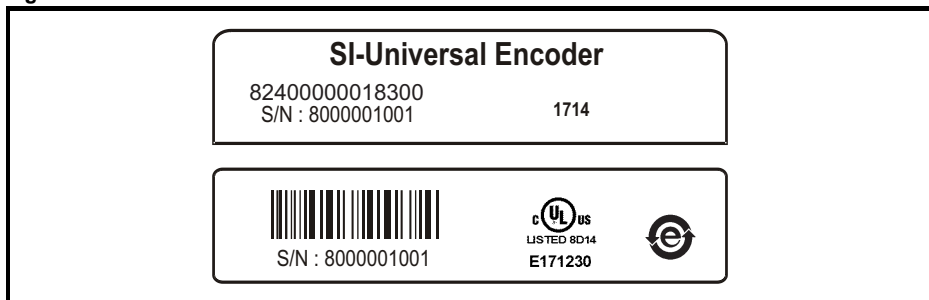 SI-Universal Encoder
82400000018300
S/N : 8000001001
1714
S/N : 8000001001
c UL us
LISTED 8D14
E171230
e